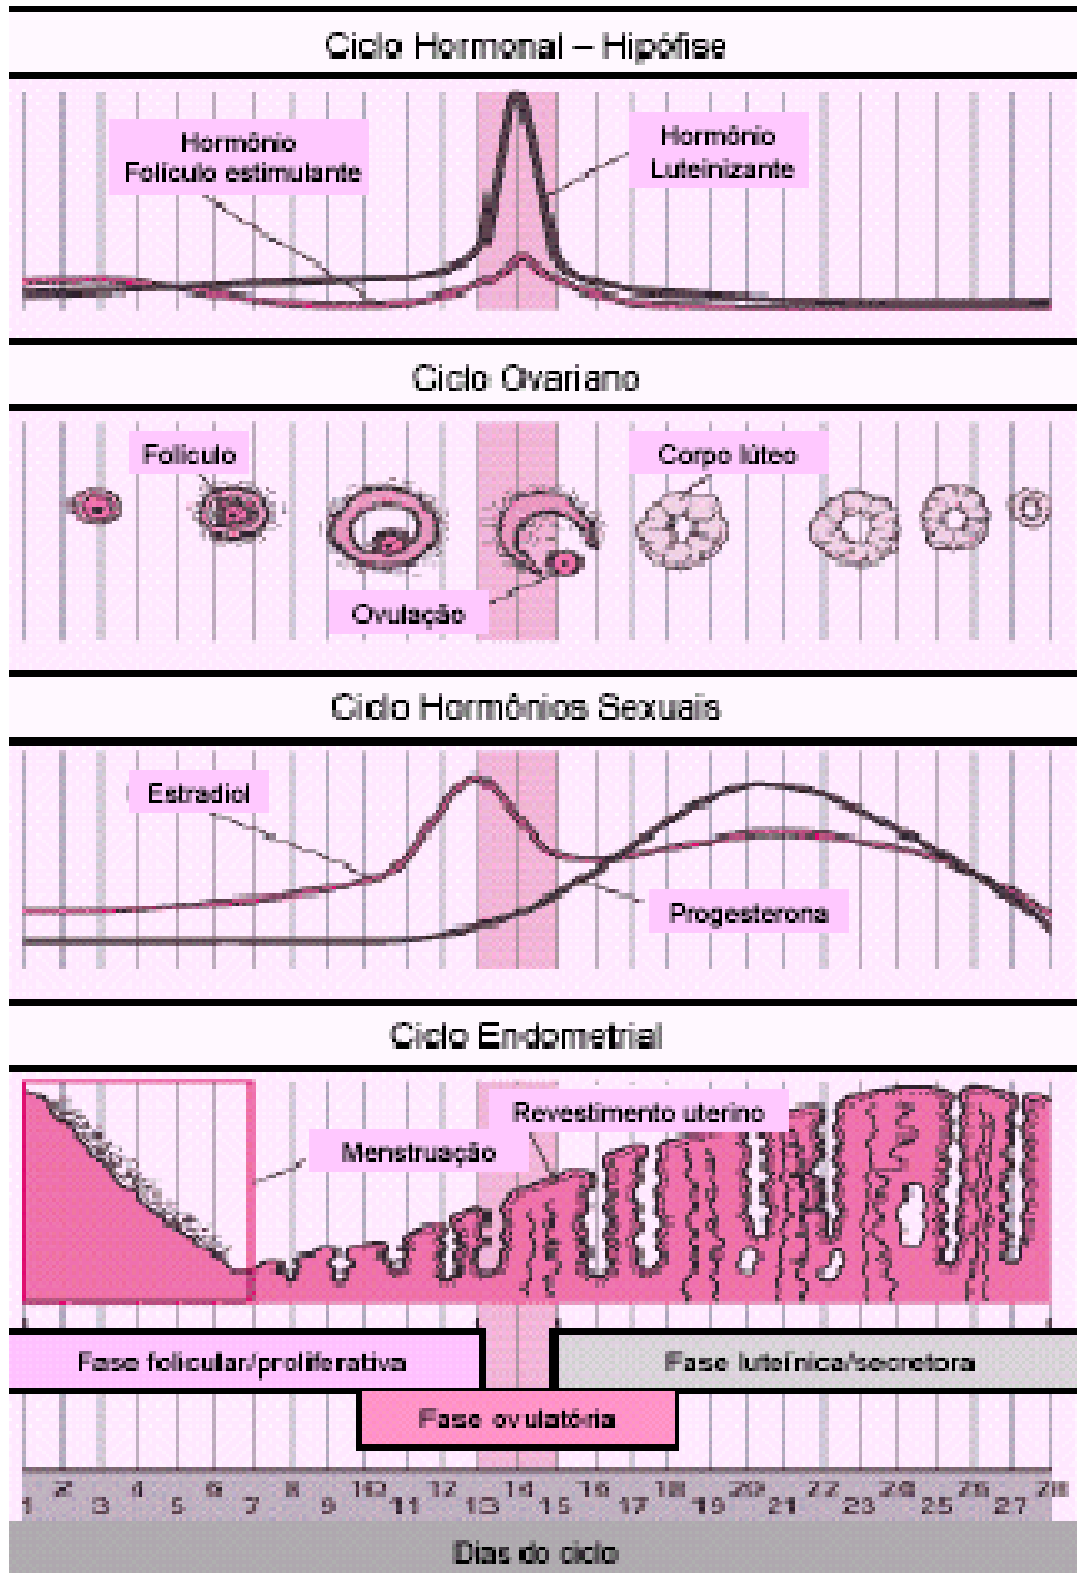 Ciclo Hormonal – Hipófise
Hormônio
Folículo estimulante
Hormônio
Luteinizante
Ciclo Ovariano
Folículo
Corpo lúteo
Ovulação
Ciclo Hormônios Sexuais
Estradiol
Progesterona
Ciclo Endometrial
Revestimento uterino
Menstruação
Fase folicular/proliferativa
Fase luteínica/secretora
Fase ovulatória
1 2 3 4 5 6 7 8 9 10 11 12 13 14 15 16 17 18 19 20 21 22 23 24 25 26 27 28
Dias do ciclo